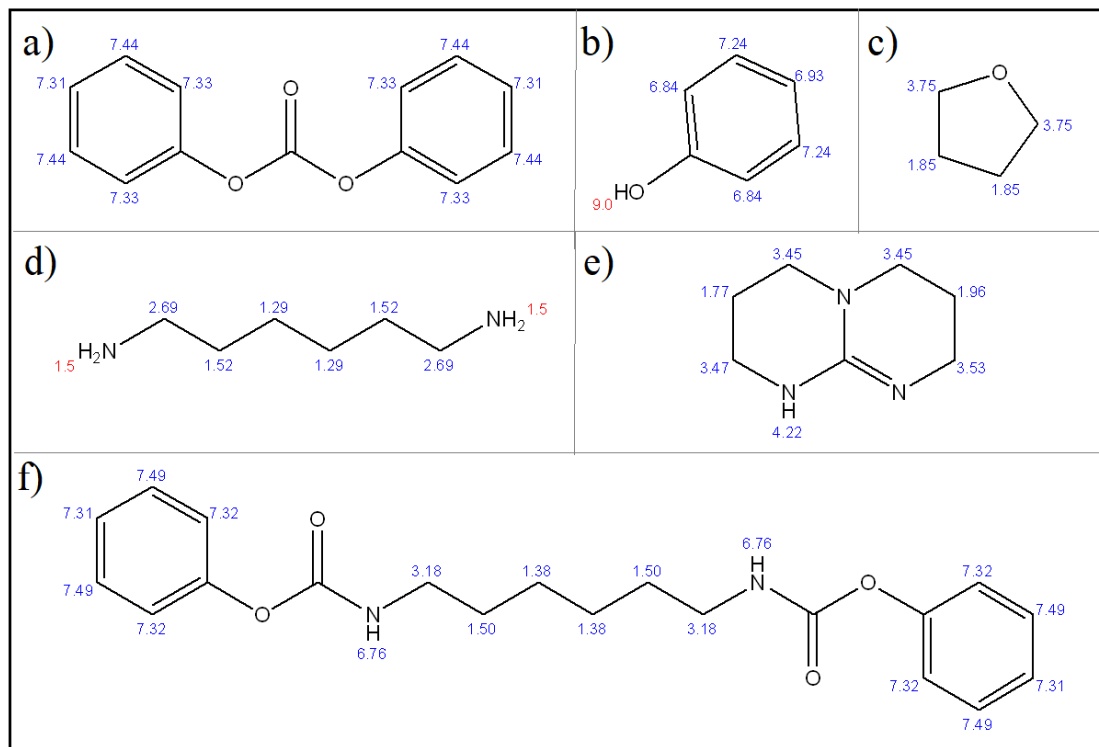 a)
7.44
7.31
7.33
7.44
7.33
O
O
O
7.44
7.33
7.31
7.44
7.33
b)
7.24
6.84
6.93
7.24
6.84
HO
9.0
c)
O
3.75
3.75
1.85
1.85
d)
2.69
1.29
1.52
NH2
1.5
H2N
1.5
1.52
1.29
2.69
e)
3.45
3.45
1.77
N
1.96
3.47
3.53
N
H
N
4.22
f)
7.49
7.31
7.32
7.49
7.32
O
O
3.18
1.38
1.50
N
H
6.76
1.50
1.38
3.18
6.76
H
N
O
O
7.32
7.49
7.32
7.31
7.49